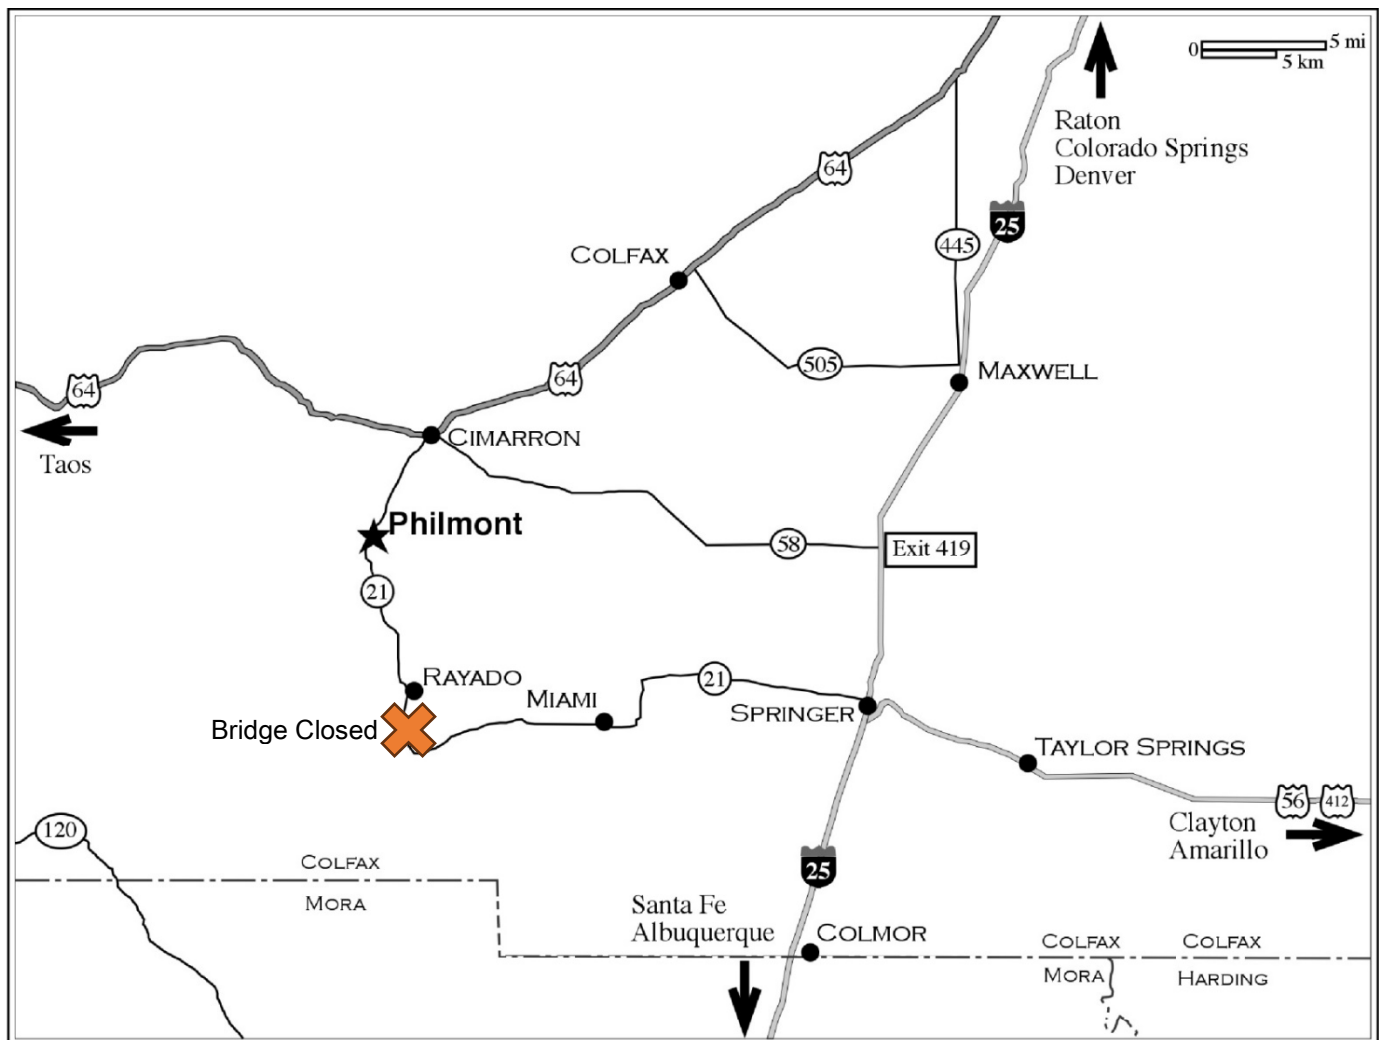 0
5 mi
5 km
Raton
Colorado Springs
Denver
64
25
445
COLFAX
64
505
MAXWELL
64
CIMARRON
Taos
Philmont
58
Exit 419
21
RAYADO
MIAMI
21
SPRINGER
Bridge Closed
TAYLOR SPRINGS
56
412
Clayton
Amarillo
120
COLFAX
MORA
25
Santa Fe
Albuquerque
COLMOR
COLFAX
COLFAX
MORA
HARDING